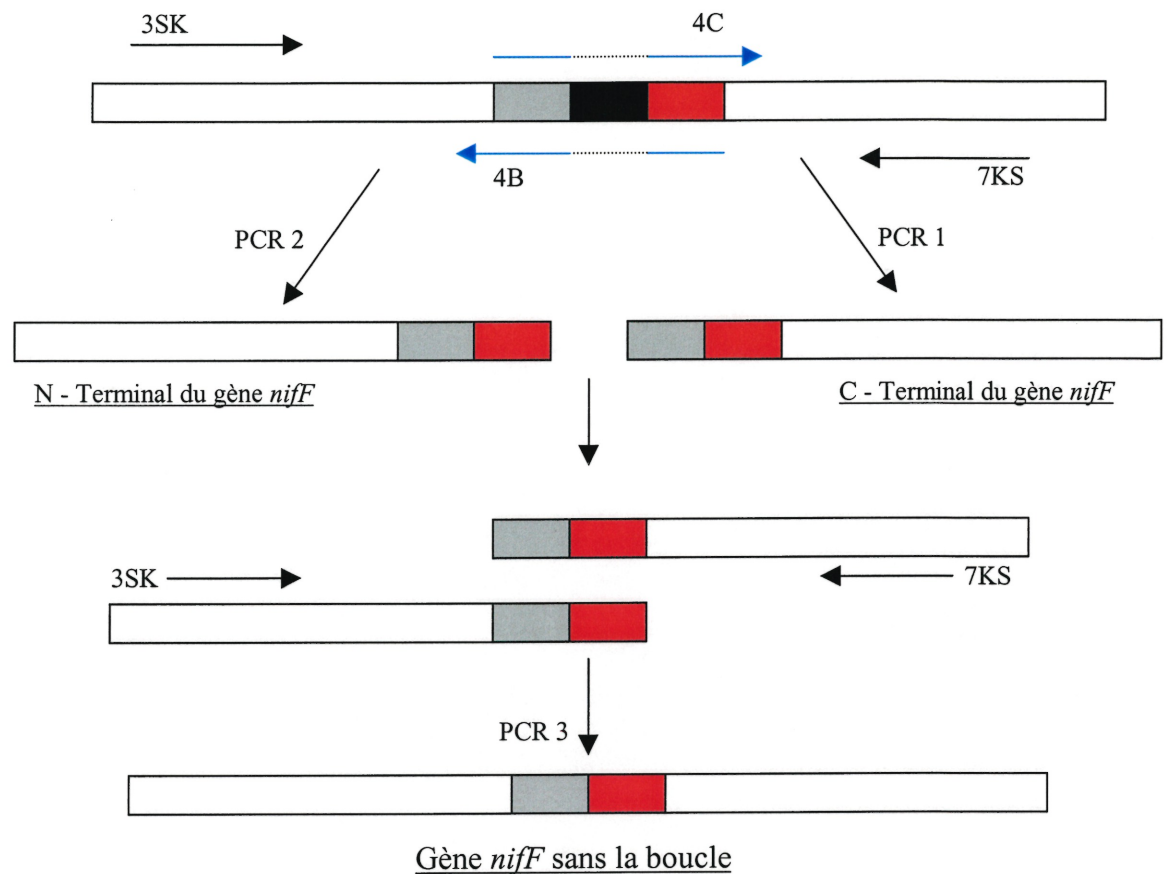 3SK
4C
4B
7KS
PCR 2
PCR 1
N - Terminal du gène nifF
C - Terminal du gène nifF
3SK
7KS
PCR 3
Gène nifF sans la boucle